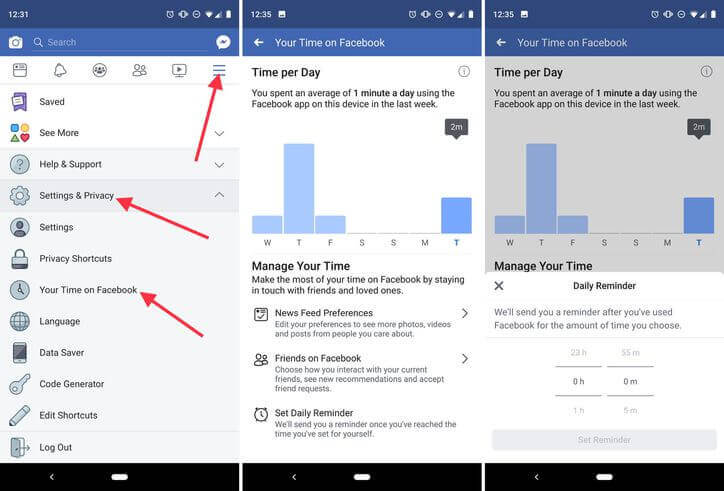 12:31
Search
Saved
See More
Help & Support
Settings & Privacy
Settings
Privacy Shortcuts
Your Time on Facebook
Language
Data Saver
Code Generator
Edit Shortcuts
Log Out
12:35
Your Time on Facebook
Time per Day
You spent an average of 1 minute a day using the
Facebook app on this device in the last week.
2m
W T F S S M T
Manage Your Time
Make the most of your time on Facebook by staying
in touch with friends and loved ones.
News Feed Preferences
Edit your preferences to see more photos, videos
and posts from people you care about.
Friends on Facebook
Choose how you interact with your current
friends, see new recommendations and accept
friend requests.
Set Daily Reminder
We'll send you a reminder once you've reached the
time you've set for yourself.
12:35
Your Time on Facebook
Time per Day
You spent an average of 1 minute a day using the
Facebook app on this device in the last week.
2m
W T F S S M T
Manage Your Time
Daily Reminder
We'll send you a reminder after you've used
Facebook for the amount of time you choose.
23 h 55 m
0 h 0 m
1 h 5 m
Set Reminder